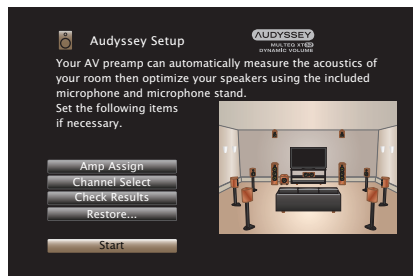 Audyssey Setup
AUDYSSEY
MULTEQ XT32
DYNAMIC VOLUME
Your AV preamp can automatically measure the acoustics of
your room then optimize your speakers using the included
microphone and microphone stand.
Set the following items
if necessary.
Amp Assign
Channel Select
Check Results
Restore...
Start